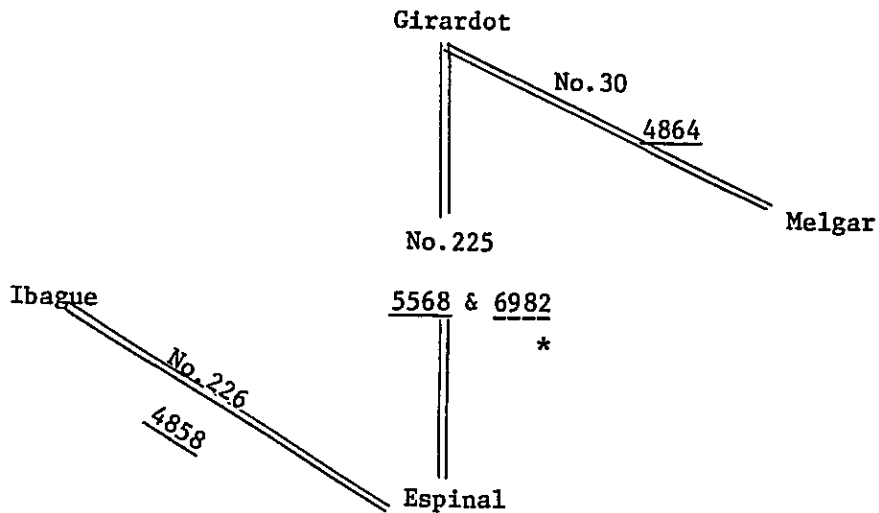 Girardot
No.30
4864
Melgar
No.225
Ibague
5568 & 6982
*
No.226
4858
Espinal